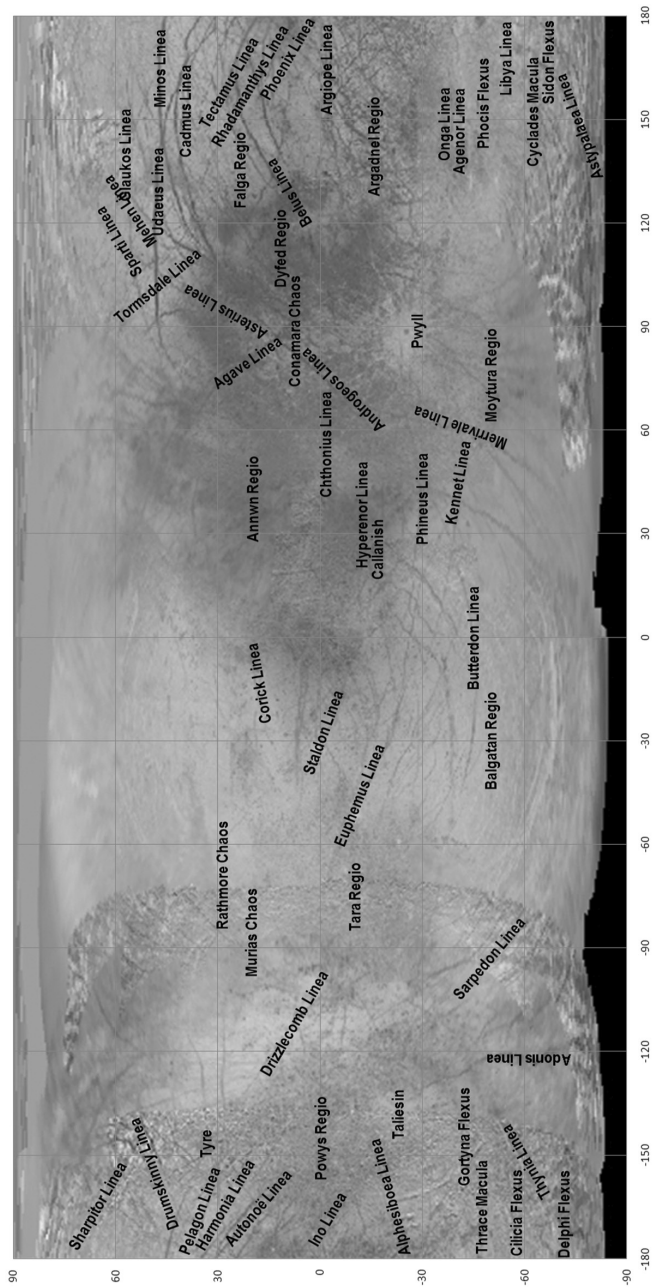 Minos Linea
Cadmus Linea
Tectamus Linea
Rhadamanthys Linea
Phoenix Linea
Argiope Linea
Libya Linea
Sidon Flexus
Cyclades Macula
Phocis Flexus
Astypalaea Linea
Onga Linea
Agenor Linea
Argadnel Regio
Falga Regio
Glaukos Linea
Udaeus Linea
Mehen Linea
Sparti Linea
Tormsdale Linea
Belus Linea
Dyfed Regio
Asterius Linea
Conamara Chaos
Agave Linea
Androgeos Linea
Pwyll
Moytura Regio
Merrivale Linea
Chthonius Linea
Annwn Regio
Hyperenor Linea
Callanish
Phineus Linea
Kennet Linea
Butterdon Linea
Corick Linea
Staldon Linea
Balgatan Regio
Euphemus Linea
Rathmore Chaos
Murias Chaos
Tara Regio
Sarpedon Linea
Drizzlecomb Linea
Adonis Linea
Taliesin
Powys Regio
Tyre
Drumskinny Linea
Sharpitor Linea
Pelagon Linea
Harmonia Linea
Autonoë Linea
Ino Linea
Alphesiboea Linea
Gortyna Flexus
Thrace Macula
Thynia Linea
Cilicia Flexus
Delphi Flexus
90
60
30
0
-30
-60
-90
-180
-150
-120
-90
-60
-30
0
30
60
90
120
150
180